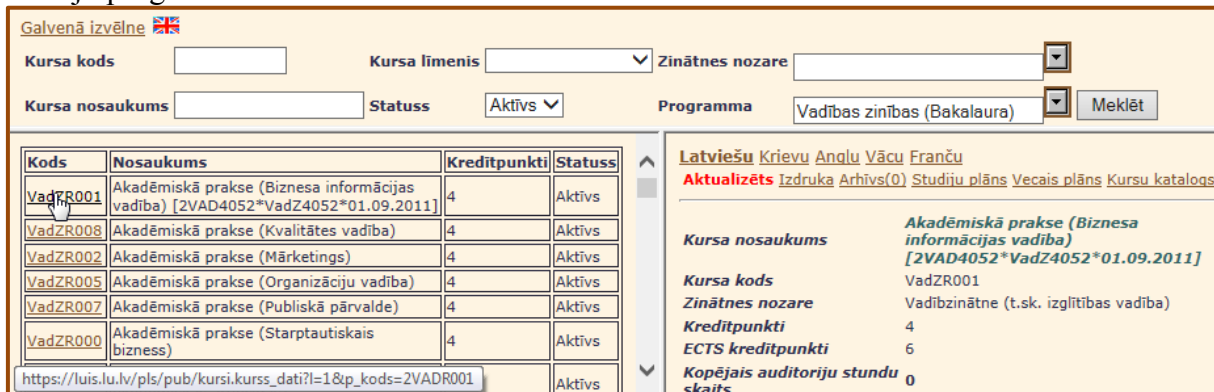 Galvenā izvēlne
Kursa kods Kursa līmenis Zinātnes nozare
Kursa nosaukums Statuss Aktīvs Programma Vadības zinības (Bakalaura) Meklēt
Kods Nosaukums Kredītpunkti Statuss
VadZR001 Akadēmiskā prakse (Biznesa informācijas vadība) [2VAD4052*VadZ4052*01.09.2011] 4 Aktīvs
VadZR008 Akadēmiskā prakse (Kvalitātes vadība) 4 Aktīvs
VadZR002 Akadēmiskā prakse (Mārketings) 4 Aktīvs
VadZR005 Akadēmiskā prakse (Organizāciju vadība) 4 Aktīvs
VadZR007 Akadēmiskā prakse (Publiskā pārvalde) 4 Aktīvs
VadZR000 Akadēmiskā prakse (Starptautiskais bizness) 4 Aktīvs
https://luis.lu.lv/pls/pub/kursi.kurss_dati?l=1&p_kods=2VADR001 Aktīvs
Latviešu Krievu Angļu Vācu Franču
Aktualizēts Izdruka Arhīvs(0) Studiju plāns Vecais plāns Kursu katalogs
Kursa nosaukums Akadēmiskā prakse (Biznesa
informācijas vadība)
[2VAD4052*VadZ4052*01.09.2011]
Kursa kods VadZR001
Zinātnes nozare Vadībzinātne (t.sk. izglītības vadība)
Kredītpunkti 4
ECTS kredītpunkti 6
Kopējais auditoriju stundu 0
skaits